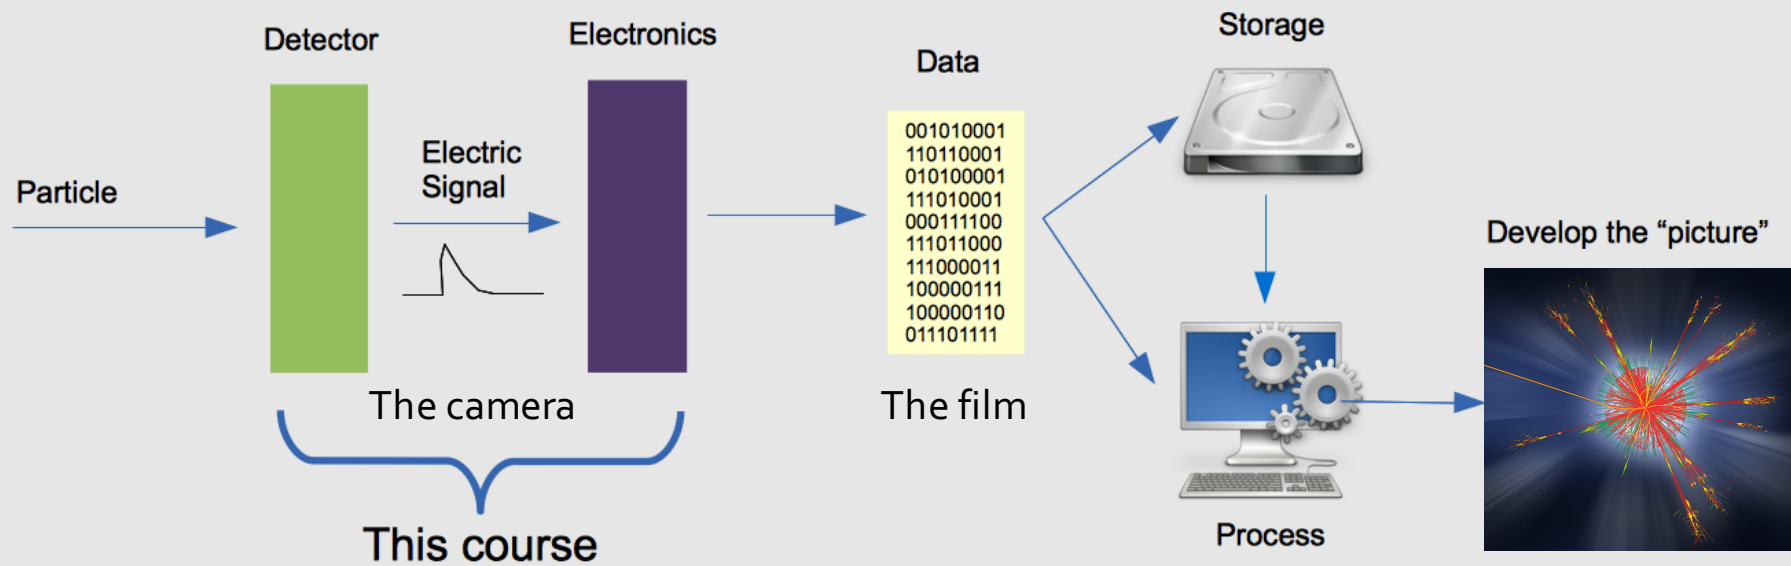 Particle
Detector
Electric
Signal
Electronics
The camera
This course
Data
001010001
110110001
010100001
111010001
000111100
111011000
111000011
100000111
100000110
011101111
The film
Storage
Process
Develop the “picture”